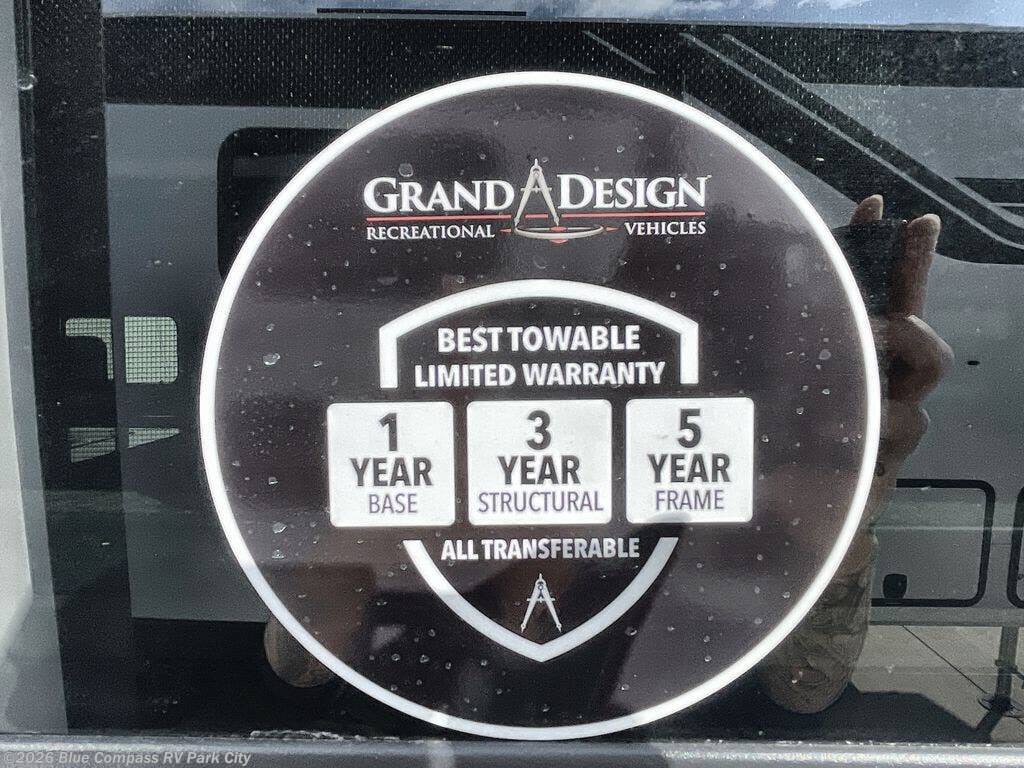 GRAND DESIGN
RECREATIONAL VEHICLES
BEST TOWABLE
LIMITED WARRANTY
1
YEAR
BASE
3
YEAR
STRUCTURAL
5
YEAR
FRAME
ALL TRANSFERABLE
©2026 Blue Compass RV Park City